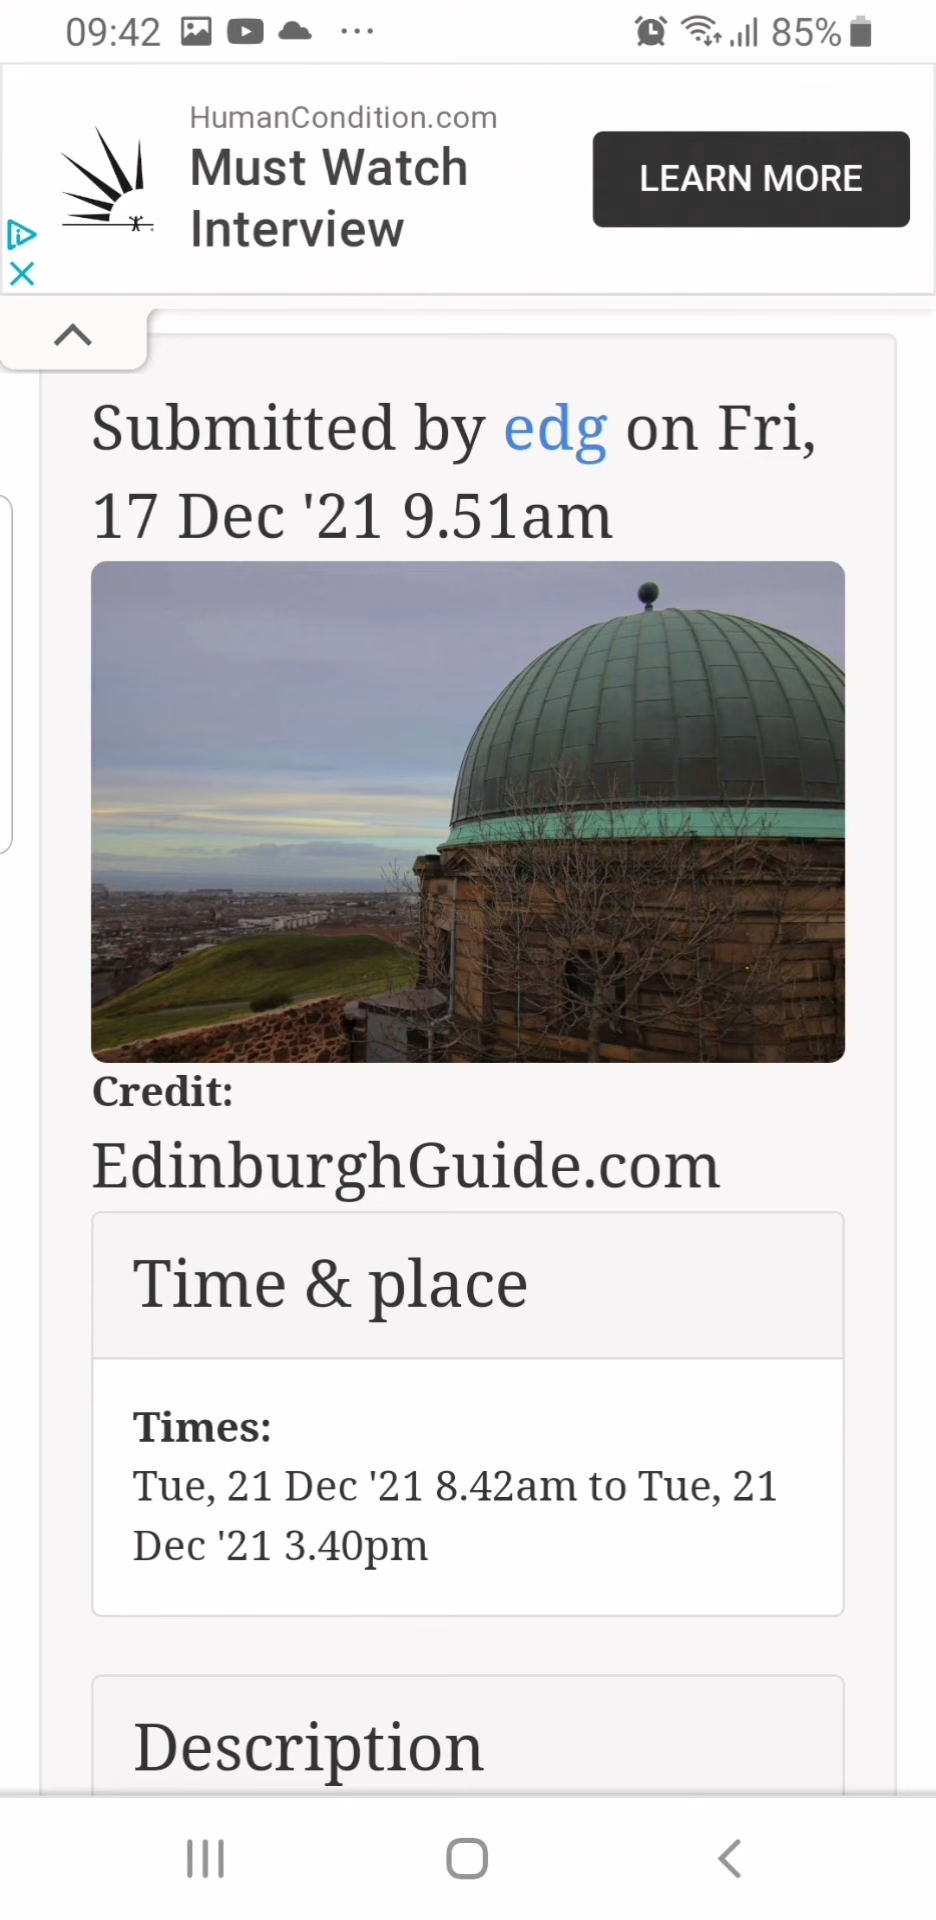 09:42
85%
HumanCondition.com
Must Watch
Interview
LEARN MORE
Submitted by edg on Fri,
17 Dec '21 9.51am
Credit:
EdinburghGuide.com
Time & place
Times:
Tue, 21 Dec '21 8.42am to Tue, 21
Dec '21 3.40pm
Description